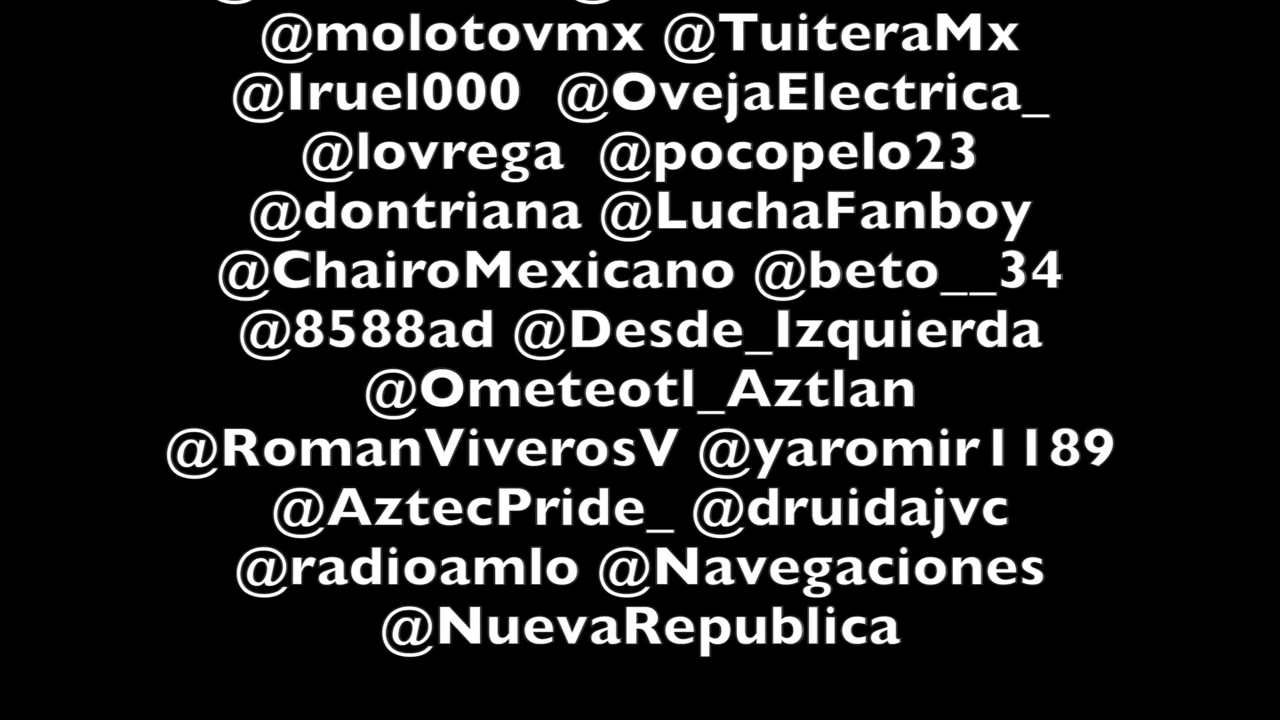 @molotovmx @TuiteraMx
@Iruel000 @OvejaElectrica_
@lovrega @pocopelo23
@dontriana @LuchaFanboy
@ChairoMexicano @beto__34
@8588ad @Desde_Izquierda
@Ometeotl_Aztlan
@RomanViverosV @yaromir1189
@AztecPride_ @druidajvc
@radioamlo @Navegaciones
@NuevaRepublica